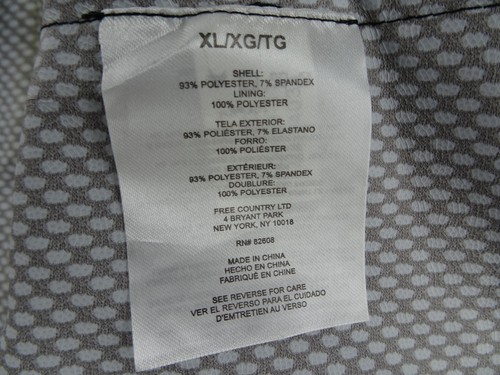 XL/XG/TG
SHELL:
93% POLYESTER, 7% SPANDEX
LINING:
100% POLYESTER
TELA EXTERIOR:
93% POLIÉSTER, 7% ELASTANO
FORRO:
100% POLIÉSTER
EXTÉRIEUR:
93% POLYESTER, 7% SPANDEX
DOUBLURE:
100% POLYESTER
FREE COUNTRY LTD
4 BRYANT PARK
NEW YORK, NY 10018
RN# 82608
MADE IN CHINA
HECHO EN CHINA
FABRIQUÉ EN CHINE
SEE REVERSE FOR CARE
VER EL REVERSO PARA EL CUIDADO
D'EMTRETIEN AU VERSO